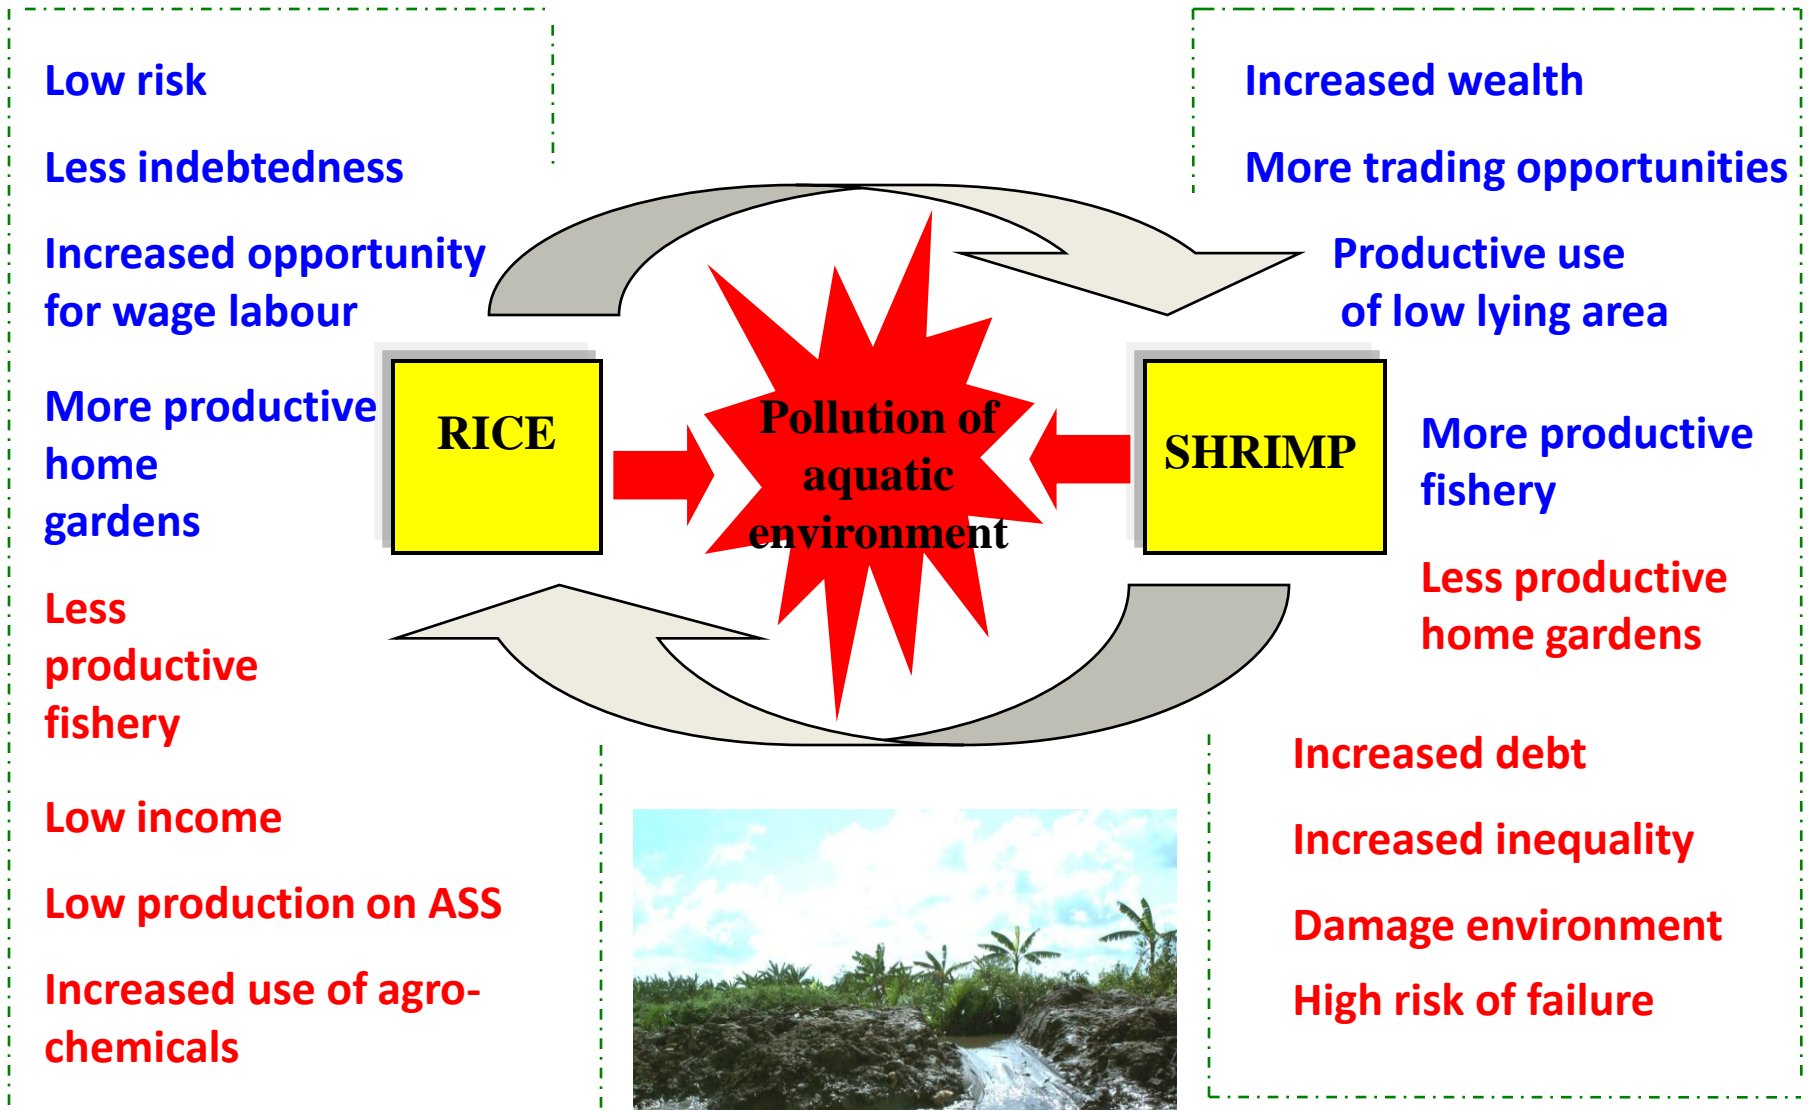 Low risk
Less indebtedness
Increased opportunity
for wage labour
More productive
home
gardens
Less
productive
fishery
Low income
Low production on ASS
Increased use of agro-
chemicals
RICE
Pollution of
aquatic
environment
SHRIMP
Increased wealth
More trading opportunities
Productive use
of low lying area
More productive
fishery
Less productive
home gardens
Increased debt
Increased inequality
Damage environment
High risk of failure